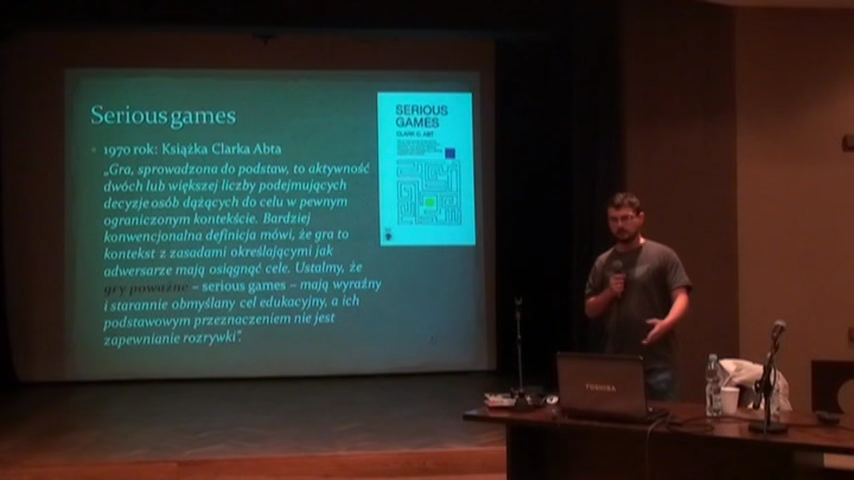 Serious games
1970 rok: Książka Clarka Abta
„Gra, sprowadzona do podstaw, to aktywność
dwóch lub większej liczby podejmujących
decyzje osób dążących do celu w pewnym
ograniczonym kontekście. Bardziej
konwencjonalna definicja mówi, że gra to
kontekst z zasadami określającymi jak
adwersarze mają osiągnąć cele. Ustalmy, że
gry poważne – serious games – mają wyraźny
i starannie obmyślany cel edukacyjny, a ich
podstawowym przeznaczeniem nie jest
zapewnianie rozrywki”.
SERIOUS
GAMES
CLARK C. ABT
TOSHIBA